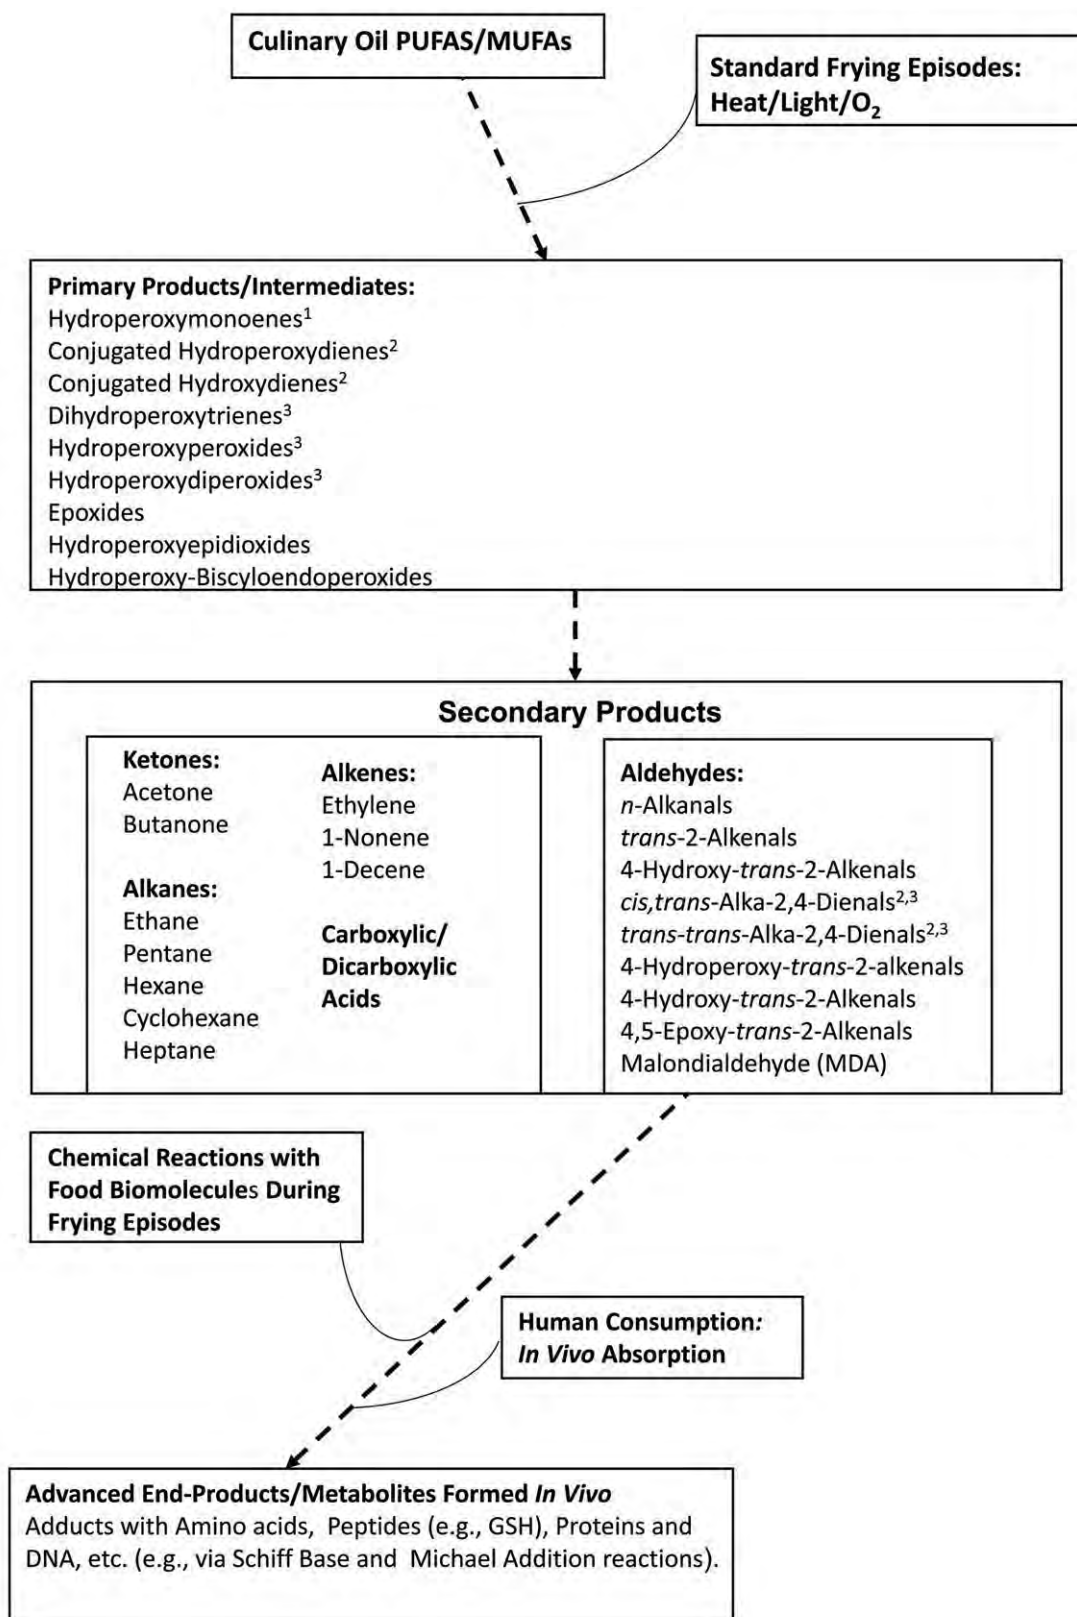 Culinary Oil PUFAS/MUFAs
Standard Frying Episodes:
Heat/Light/O₂
Primary Products/Intermediates:
Hydroperoxymonoenes¹
Conjugated Hydroperoxydienes²
Conjugated Hydroxydienes²
Dihydroperoxytrienes³
Hydroperoxyperoxides³
Hydroperoxydiperoxides³
Epoxides
Hydroperoxyepidioxides
Hydroperoxy-Biscyloendoperoxides
Secondary Products
Ketones:
Acetone
Butanone
Alkanes:
Ethane
Pentane
Hexane
Cyclohexane
Heptane
Alkenes:
Ethylene
1-Nonene
1-Decene
Carboxylic/
Dicarboxylic
Acids
Aldehydes:
n-Alkanals
trans-2-Alkenals
4-Hydroxy-trans-2-Alkenals
cis,trans-Alka-2,4-Dienals²,³
trans-trans-Alka-2,4-Dienals²,³
4-Hydroperoxy-trans-2-alkenals
4-Hydroxy-trans-2-Alkenals
4,5-Epoxy-trans-2-Alkenals
Malondialdehyde (MDA)
Chemical Reactions with
Food Biomolecules During
Frying Episodes
Human Consumption:
In Vivo Absorption
Advanced End-Products/Metabolites Formed In Vivo
Adducts with Amino acids, Peptides (e.g., GSH), Proteins and
DNA, etc. (e.g., via Schiff Base and Michael Addition reactions).